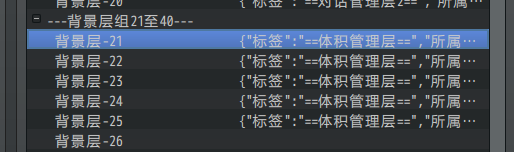 背景层-20 {"标签":"==对话管理层2==","所属…
---背景层组21至40---
背景层-21 {"标签":"==体积管理层==","所属…
背景层-22 {"标签":"==体积管理层==","所属…
背景层-23 {"标签":"==体积管理层==","所属…
背景层-24 {"标签":"==体积管理层==","所属…
背景层-25 {"标签":"==体积管理层==","所属…
背景层-26